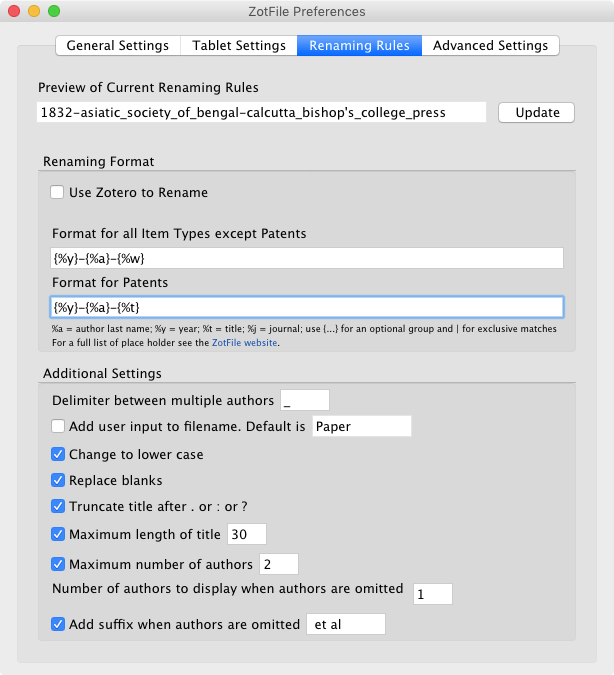 ZotFile Preferences
General Settings Tablet Settings Renaming Rules Advanced Settings
Preview of Current Renaming Rules
1832-asiatic_society_of_bengal-calcutta_bishop's_college_press Update
Renaming Format
Use Zotero to Rename
Format for all Item Types except Patents
{%y}-{%a}-{%w}
Format for Patents
{%y}-{%a}-{%t}
%a = author last name; %y = year; %t = title; %j = journal; use {...} for an optional group and | for exclusive matches
For a full list of place holder see the ZotFile website.
Additional Settings
Delimiter between multiple authors _
Add user input to filename. Default is Paper
Change to lower case
Replace blanks
Truncate title after . or : or ?
Maximum length of title 30
Maximum number of authors 2
Number of authors to display when authors are omitted 1
Add suffix when authors are omitted et al